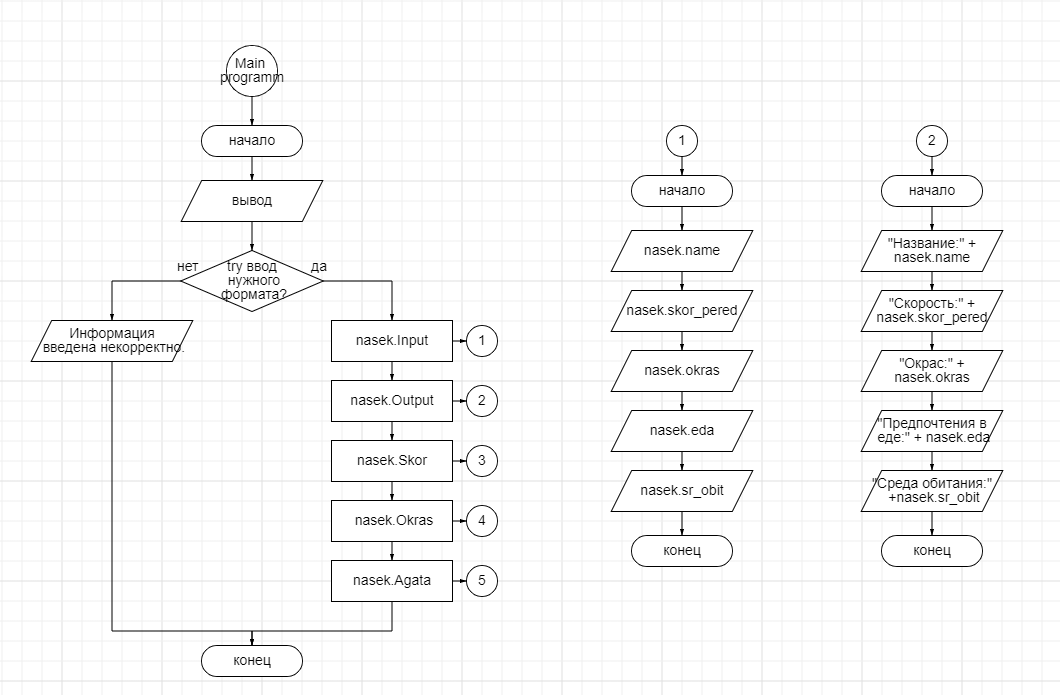 Main
programm
начало
вывод
нет
try ввод
нужного
формата?
да
Информация
введена некорректно.
nasek.Input
1
nasek.Output
2
nasek.Skor
3
nasek.Okras
4
nasek.Agata
5
конец
1
начало
nasek.name
nasek.skor_pered
nasek.okras
nasek.eda
nasek.sr_obit
конец
2
начало
"Название:" +
nasek.name
"Скорость:" +
nasek.skor_pered
"Окрас:" +
nasek.okras
"Предпочтения в
еде:" + nasek.eda
"Среда обитания:"
+nasek.sr_obit
конец